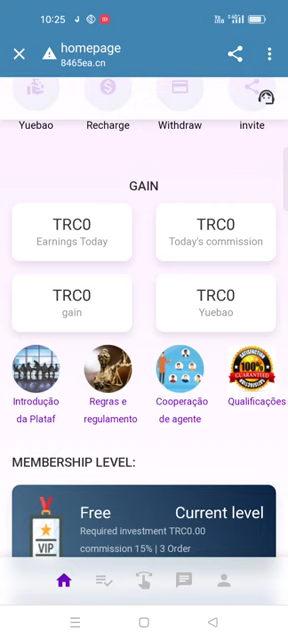 10:25
homepage
8465ea.cn
Yuebao
Recharge
Withdraw
invite
GAIN
TRC0
Earnings Today
TRC0
Today's commission
TRC0
gain
TRC0
Yuebao
Introdução
da Plataf
Regras e
regulamento
Cooperação
de agente
100%
Qualificações
MEMBERSHIP LEVEL:
VIP
Free
Current level
Required investment TRC0.00
commission 15% | 3 Order